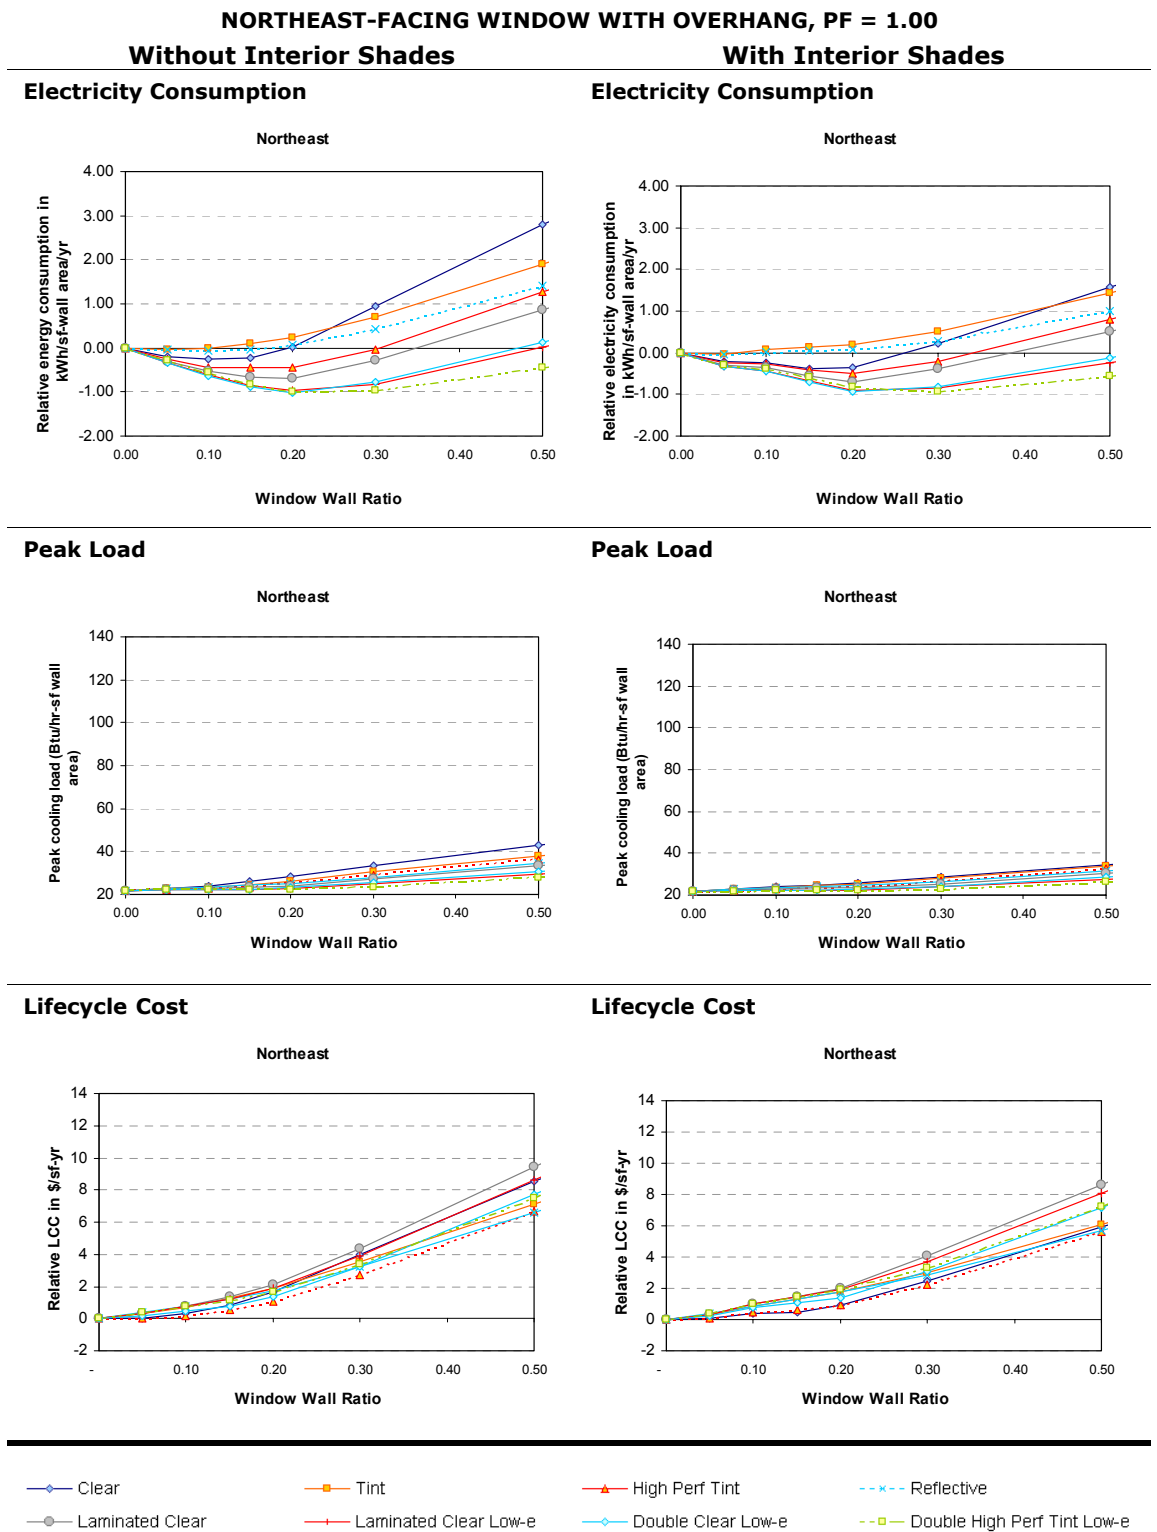 NORTHEAST-FACING WINDOW WITH OVERHANG, PF = 1.00
Without Interior Shades
With Interior Shades
Electricity Consumption
Electricity Consumption
Northeast
4.00
3.00
2.00
1.00
0.00
-1.00
-2.00
0.00 0.10 0.20 0.30 0.40 0.50
Window Wall Ratio
Relative energy consumption in
kWh/sf-wall area/yr
Northeast
4.00
3.00
2.00
1.00
0.00
-1.00
-2.00
0.00 0.10 0.20 0.30 0.40 0.50
Window Wall Ratio
Relative electricity consumption
in kWh/sf-wall area/yr
Peak Load
Peak Load
Northeast
140
120
100
80
60
40
20
0.00 0.10 0.20 0.30 0.40 0.50
Window Wall Ratio
Peak cooling load (Btu/hr-sf wall
area)
Northeast
140
120
100
80
60
40
20
0.00 0.10 0.20 0.30 0.40 0.50
Window Wall Ratio
Peak cooling load (Btu/hr-sf wall
area)
Lifecycle Cost
Lifecycle Cost
Northeast
14
12
10
8
6
4
2
0
-2
- 0.10 0.20 0.30 0.40 0.50
Window Wall Ratio
Relative LCC in $/sf-yr
Northeast
14
12
10
8
6
4
2
0
-2
- 0.10 0.20 0.30 0.40 0.50
Window Wall Ratio
Relative LCC in $/sf-yr
Clear Tint High Perf Tint Reflective
Laminated Clear Laminated Clear Low-e Double Clear Low-e Double High Perf Tint Low-e